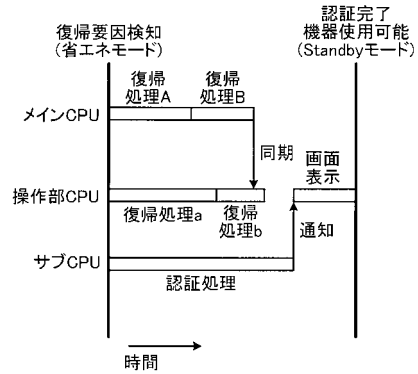 復帰要因検知
(省エネモード)
認証完了
機器使用可能
(Standbyモード)
復帰
処理A
復帰
処理B
メインCPU
同期
画面
表示
操作部CPU
復帰処理a
復帰
処理b
通知
サブCPU
認証処理
時間